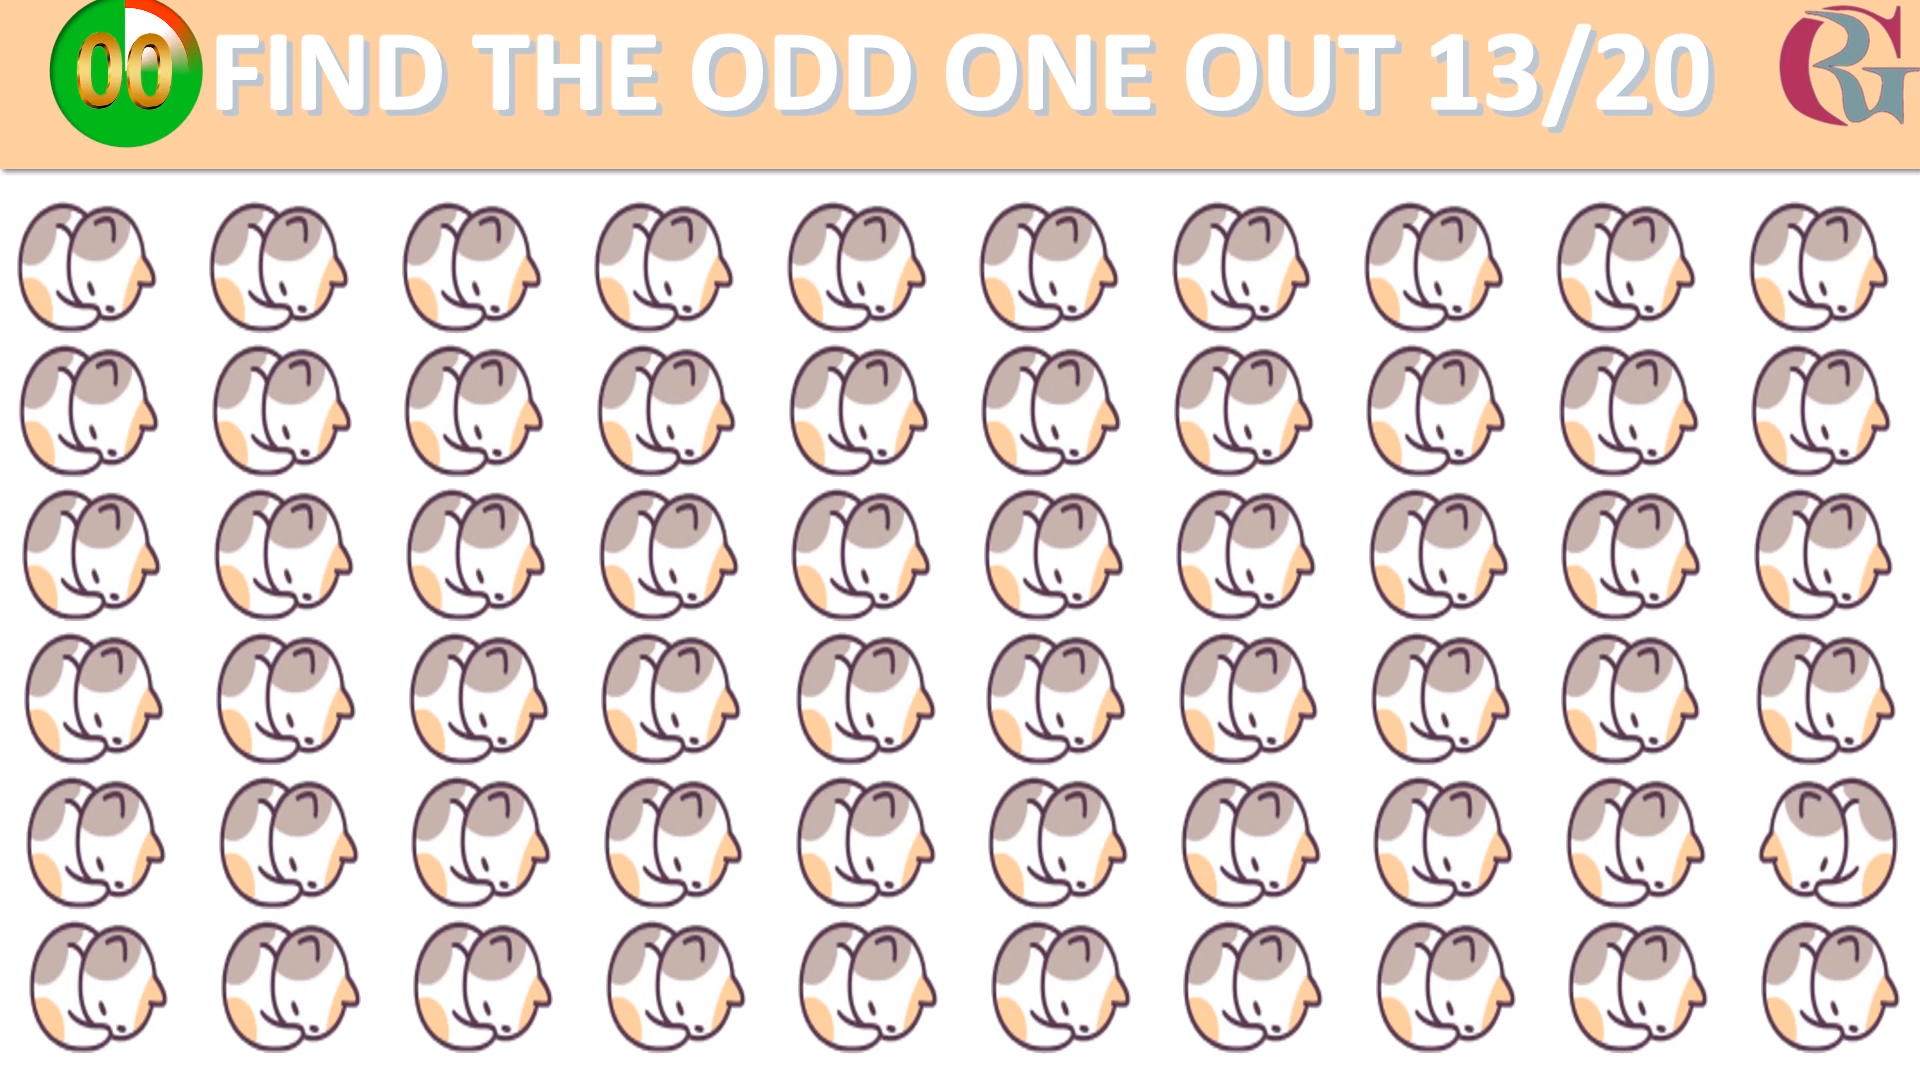 00 FIND THE ODD ONE OUT 13/20